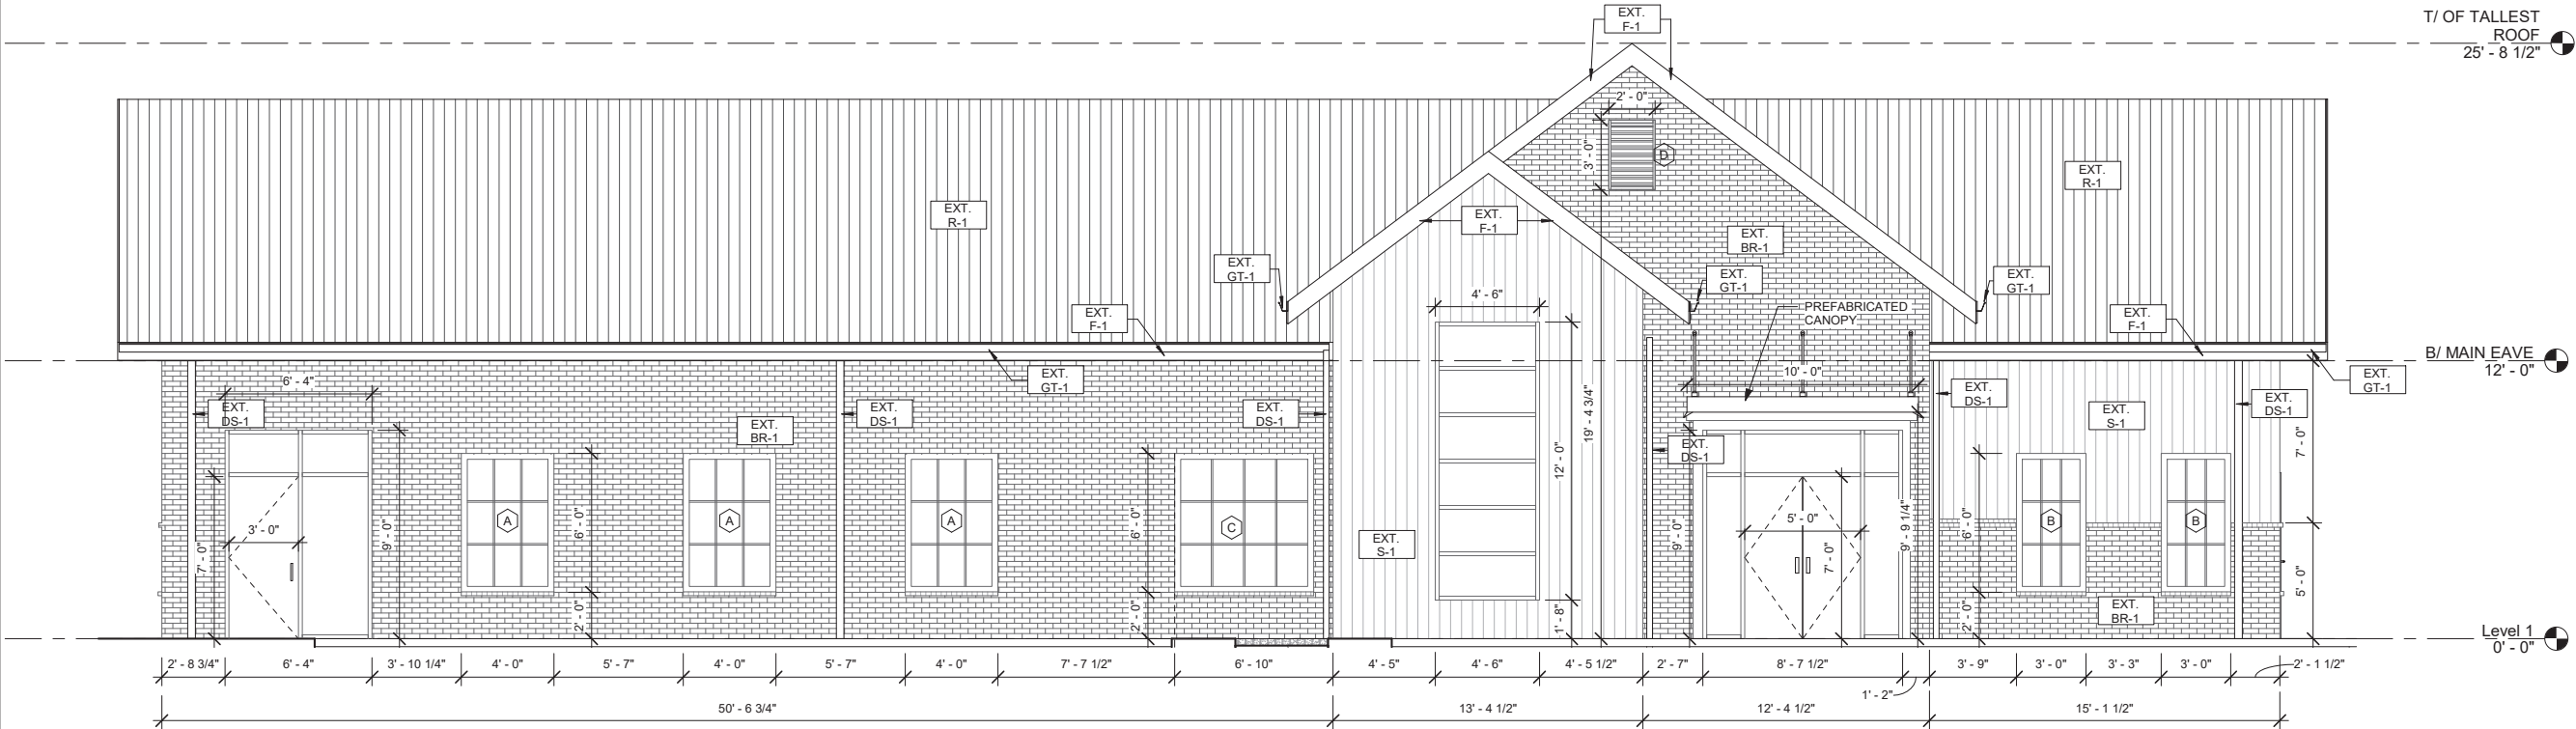 EXT.
F-1
T/ OF TALLEST
ROOF
25' - 8 1/2"
2' - 0"
3' - 0"
D
EXT.
R-1
EXT.
R-1
EXT.
F-1
EXT.
BR-1
EXT.
GT-1
EXT.
GT-1
EXT.
GT-1
4' - 6"
PREFABRICATED
CANOPY
EXT.
F-1
EXT.
F-1
B/ MAIN EAVE
12' - 0"
6' - 4"
EXT.
GT-1
10' - 0"
EXT.
GT-1
EXT.
DS-1
EXT.
BR-1
EXT.
DS-1
EXT.
DS-1
19' - 4 3/4"
EXT.
DS-1
EXT.
S-1
EXT.
DS-1
EXT.
DS-1
7' - 0"
12' - 0"
3' - 0"
7' - 0"
9' - 0"
A
6' - 0"
2' - 0"
A
A
6' - 0"
2' - 0"
C
EXT.
S-1
1' - 8"
9' - 0"
5' - 0"
7' - 0"
9' - 9 1/4"
6' - 0"
2' - 0"
B
B
EXT.
BR-1
5' - 0"
Level 1
0' - 0"
2' - 8 3/4"
6' - 4"
3' - 10 1/4"
4' - 0"
5' - 7"
4' - 0"
5' - 7"
4' - 0"
7' - 7 1/2"
6' - 10"
4' - 5"
4' - 6"
4' - 5 1/2"
2' - 7"
8' - 7 1/2"
1' - 2"
3' - 9"
3' - 0"
3' - 3"
3' - 0"
2' - 1 1/2"
50' - 6 3/4"
13' - 4 1/2"
12' - 4 1/2"
15' - 1 1/2"